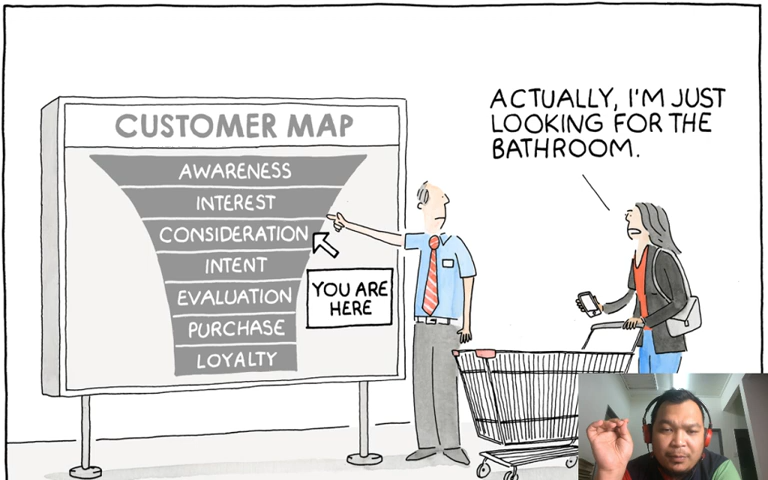 CUSTOMER MAP
AWARENESS
INTEREST
CONSIDERATION
INTENT
EVALUATION
PURCHASE
LOYALTY
YOU ARE
HERE
ACTUALLY, I'M JUST
LOOKING FOR THE
BATHROOM.